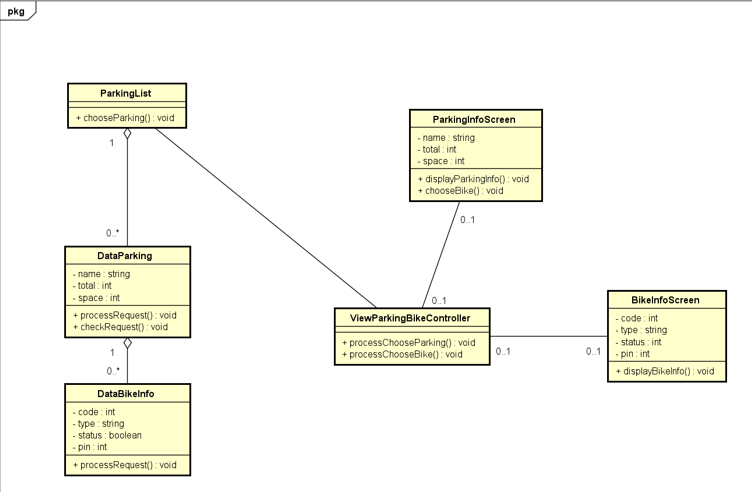 pkg
ParkingList
+ chooseParking() : void
1
0..*
DataParking
- name : string
- total : int
- space : int
+ processRequest() : void
+ checkRequest() : void
1
0..*
DataBikeInfo
- code : int
- type : string
- status : boolean
- pin : int
+ processRequest() : void
ParkingInfoScreen
- name : string
- total : int
- space : int
+ displayParkingInfo() : void
+ chooseBike() : void
0..1
0..1
ViewParkingBikeController
+ processChooseParking() : void
+ processChooseBike() : void
0..1
0..1
BikeInfoScreen
- code : int
- type : string
- status : int
- pin : int
+ displayBikeInfo() : void